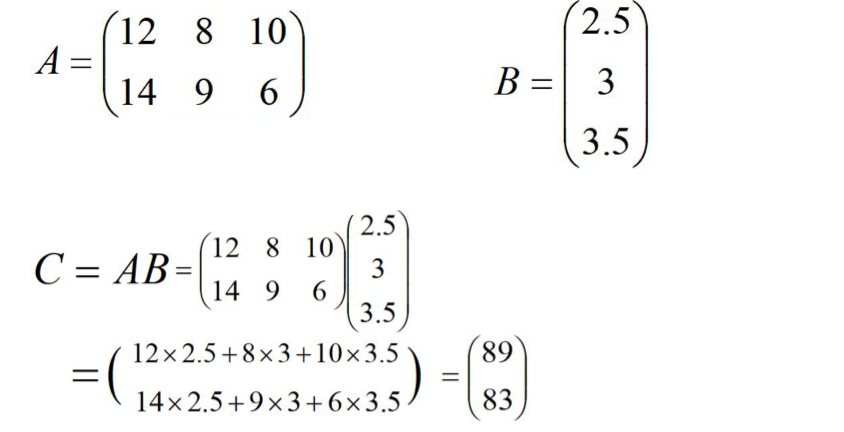 A = (12 8 10
14 9 6)
B = (2.5
3
3.5)
C = AB = (12 8 10
14 9 6) (2.5
3
3.5)
= (12×2.5+8×3+10×3.5
14×2.5+9×3+6×3.5) = (89
83)